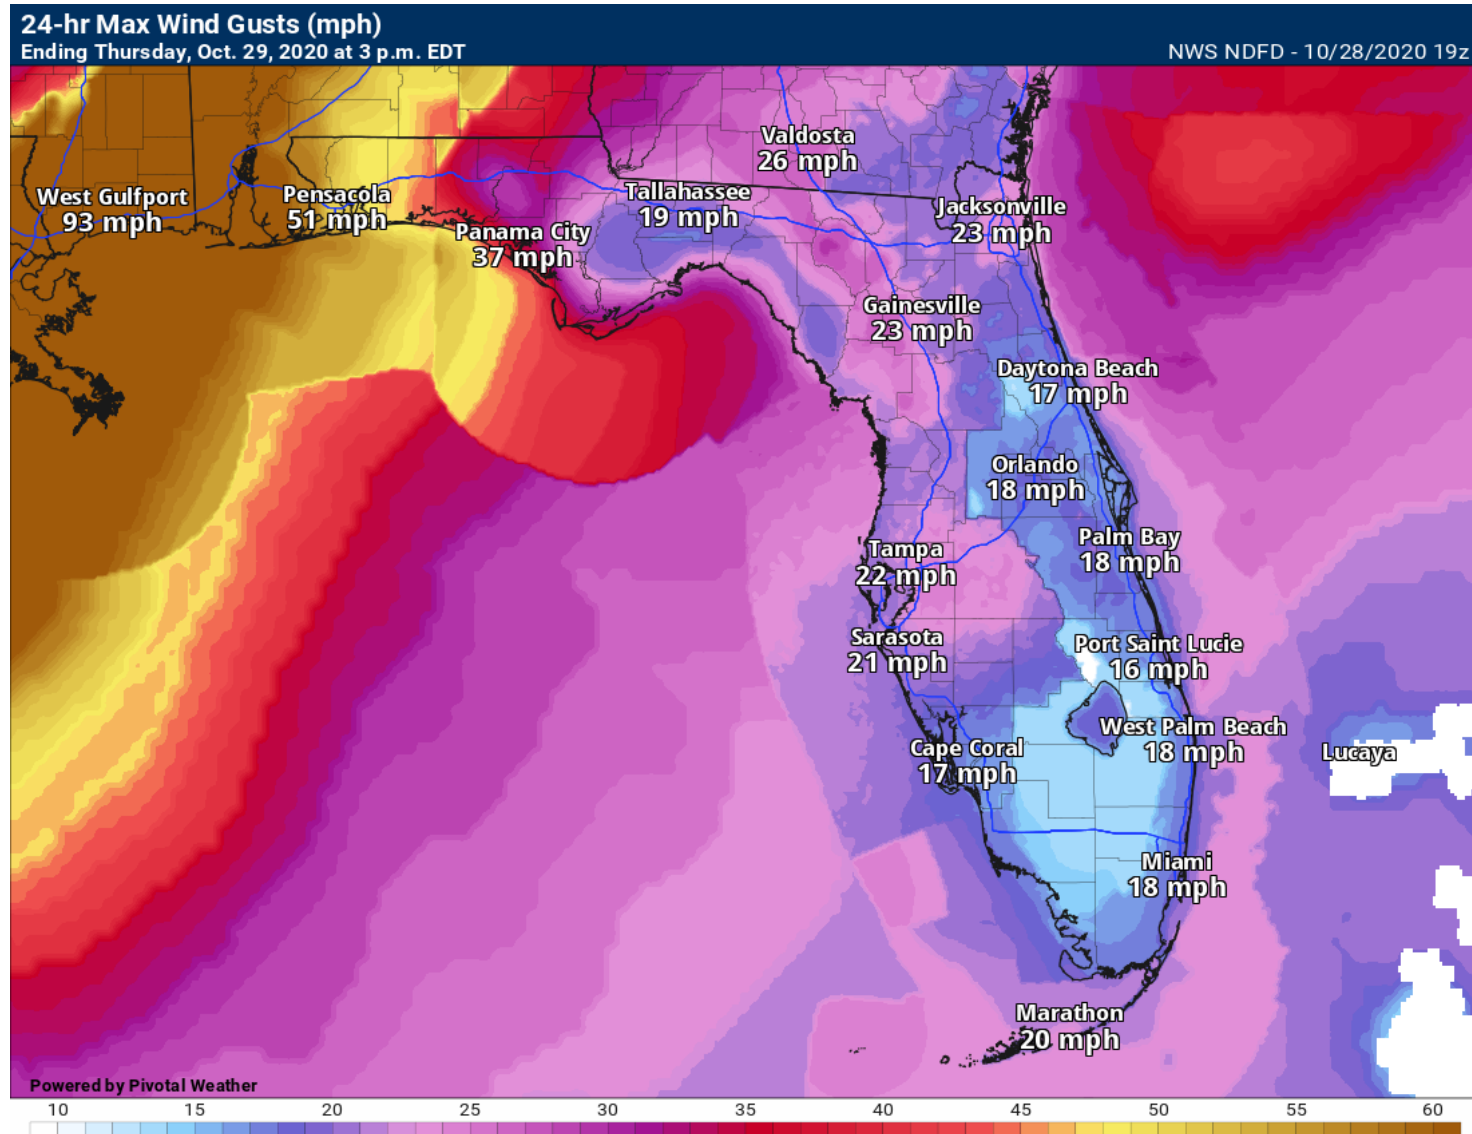 24-hr Max Wind Gusts (mph)
Ending Thursday, Oct. 29, 2020 at 3 p.m. EDT
NWS NDFD - 10/28/2020 19z
Valdosta
26 mph
West Gulfport
93 mph
Pensacola
51 mph
Tallahassee
19 mph
Jacksonville
23 mph
Panama City
37 mph
Gainesville
23 mph
Daytona Beach
17 mph
Orlando
18 mph
Palm Bay
18 mph
Tampa
22 mph
Sarasota
21 mph
Port Saint Lucie
16 mph
West Palm Beach
18 mph
Cape Coral
17 mph
Lucaya
Miami
18 mph
Marathon
20 mph
Powered by Pivotal Weather
10 15 20 25 30 35 40 45 50 55 60